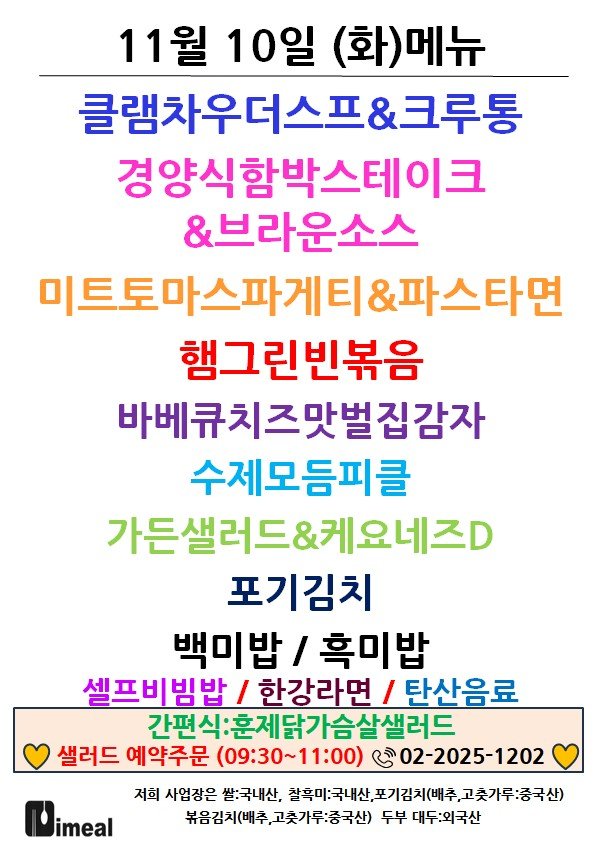 11월 10일 (화)메뉴
클램차우더스프&크루통
경양식함박스테이크
&브라운소스
미트토마스파게티&파스타면
햄그린빈볶음
바베큐치즈맛벌집감자
수제모듬피클
가든샐러드&케요네즈D
포기김치
백미밥 / 흑미밥
셀프비빔밥 / 한강라면 / 탄산음료
간편식:훈제닭가슴살샐러드
샐러드 예약주문 (09:30~11:00) 02-2025-1202
저희 사업장은 쌀:국내산, 찰흑미:국내산,포기김치(배추,고춧가루:중국산)
볶음김치(배추,고춧가루:중국산) 두부 대두:외국산
imeal